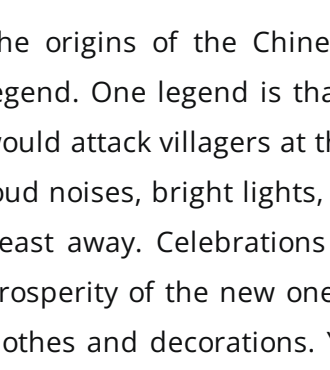 he origins of the Chine
egend. One legend is tha
would attack villagers at th
oud noises, bright lights,
east away. Celebrations
rosperity of the new one
othes and decorations. Y